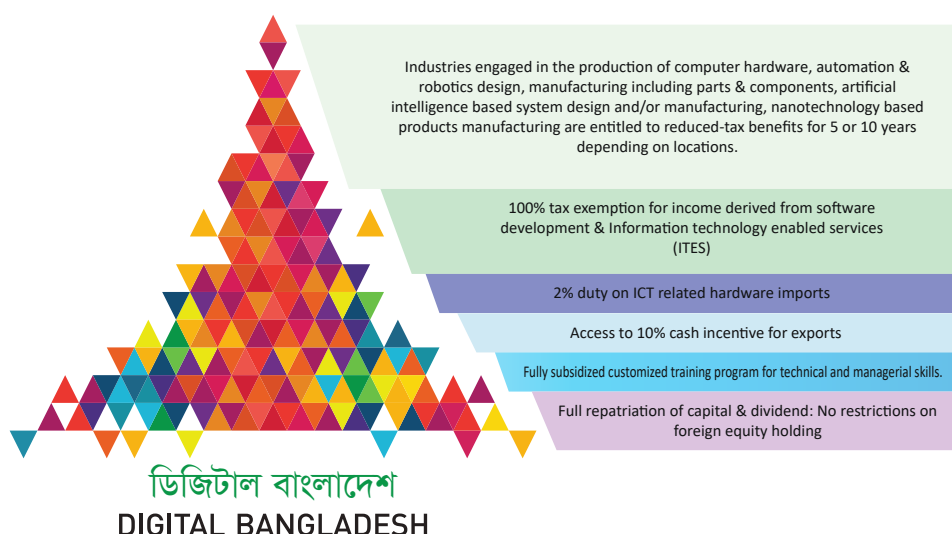 Industries engaged in the production of computer hardware, automation &
robotics design, manufacturing including parts & components, artificial
intelligence based system design and/or manufacturing, nanotechnology based
products manufacturing are entitled to reduced-tax benefits for 5 or 10 years
depending on locations.
100% tax exemption for income derived from software
development & Information technology enabled services
(ITES)
2% duty on ICT related hardware imports
Access to 10% cash incentive for exports
Fully subsidized customized training program for technical and managerial skills.
Full repatriation of capital & dividend: No restrictions on
foreign equity holding
ডিজিটাল বাংলাদেশ
DIGITAL BANGLADESH